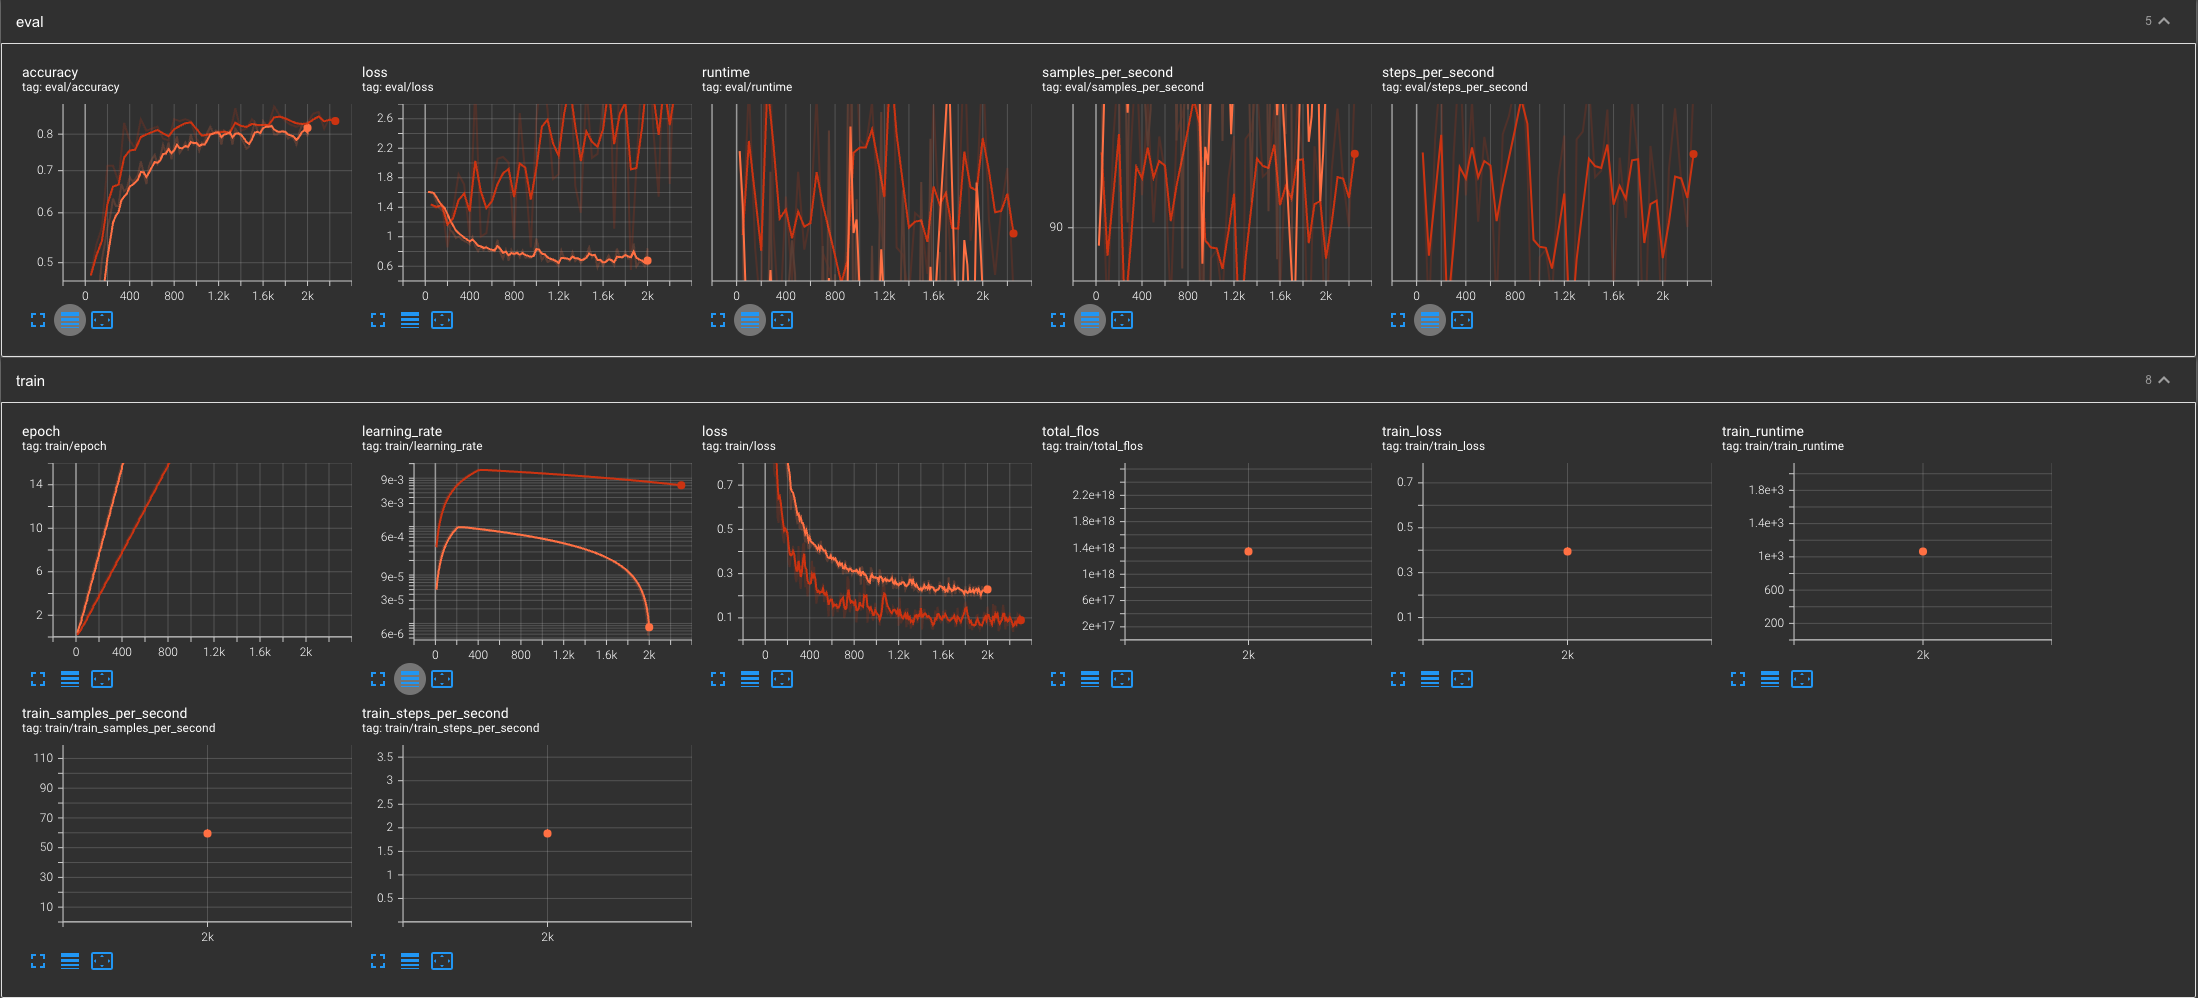 eval
5
accuracy
tag: eval/accuracy
0.8
0.7
0.6
0.5
0 400 800 1.2k 1.6k 2k
loss
tag: eval/loss
2.6
2.2
1.8
1.4
1
0.6
0 400 800 1.2k 1.6k 2k
runtime
tag: eval/runtime
0 400 800 1.2k 1.6k 2k
samples_per_second
tag: eval/samples_per_second
90
0 400 800 1.2k 1.6k 2k
steps_per_second
tag: eval/steps_per_second
0 400 800 1.2k 1.6k 2k
train
8
epoch
tag: train/epoch
14
10
6
2
0 400 800 1.2k 1.6k 2k
learning_rate
tag: train/learning_rate
9e-3
3e-3
6e-4
9e-5
3e-5
6e-6
0 400 800 1.2k 1.6k 2k
loss
tag: train/loss
0.7
0.5
0.3
0.1
0 400 800 1.2k 1.6k 2k
total_flos
tag: train/total_flos
2.2e+18
1.8e+18
1.4e+18
1e+18
6e+17
2e+17
2k
train_loss
tag: train/train_loss
0.7
0.5
0.3
0.1
2k
train_runtime
tag: train/train_runtime
1.8e+3
1.4e+3
1e+3
600
200
2k
train_samples_per_second
tag: train/train_samples_per_second
110
90
70
50
30
10
2k
train_steps_per_second
tag: train/train_steps_per_second
3.5
3
2.5
2
1.5
1
0.5
2k